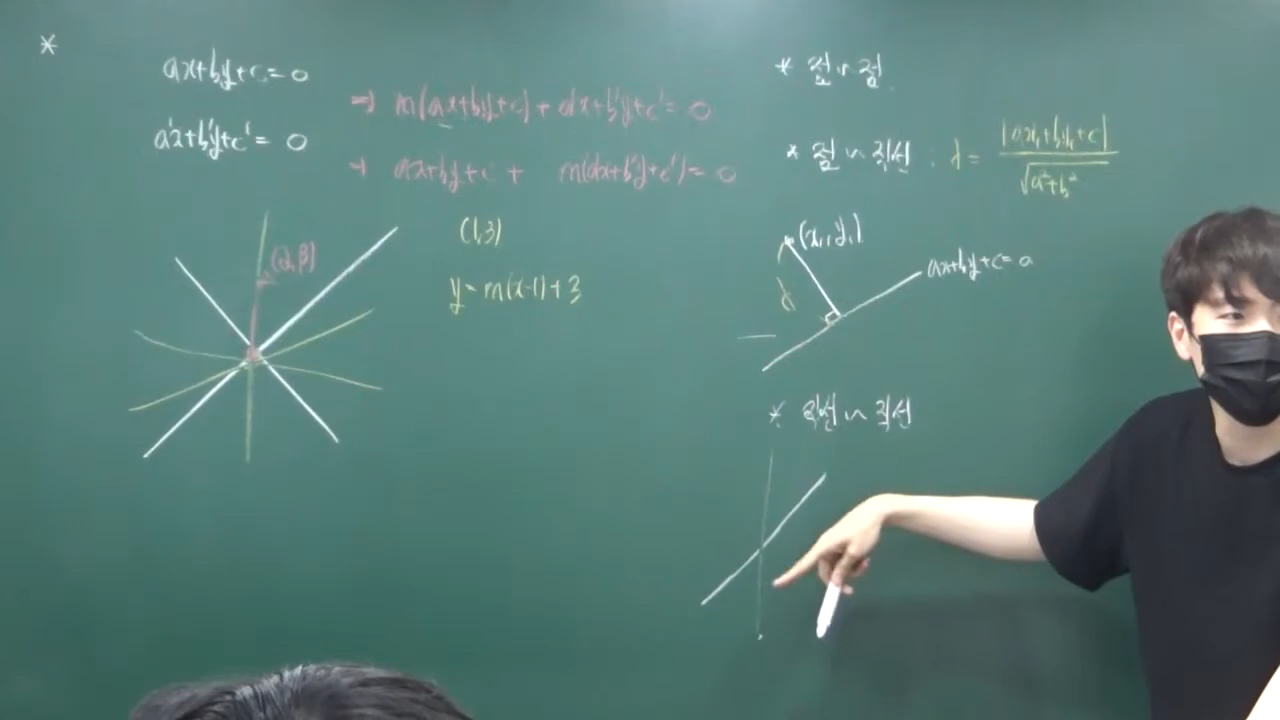 *
ax+by+c=0
a'x+b'y+c'=0
⇒ m(ax+by+c)+a'x+b'y+c'=0
⇒ ax+by+c + m(a'x+b'y+c')=0
(α,β)
(1,3)
y=m(x-1)+3
* 점~점
* 점~직선 : d = |ax₁+by₁+c| / √a²+b²
(x₁,y₁)
d
ax+by+c=0
* 직선~직선